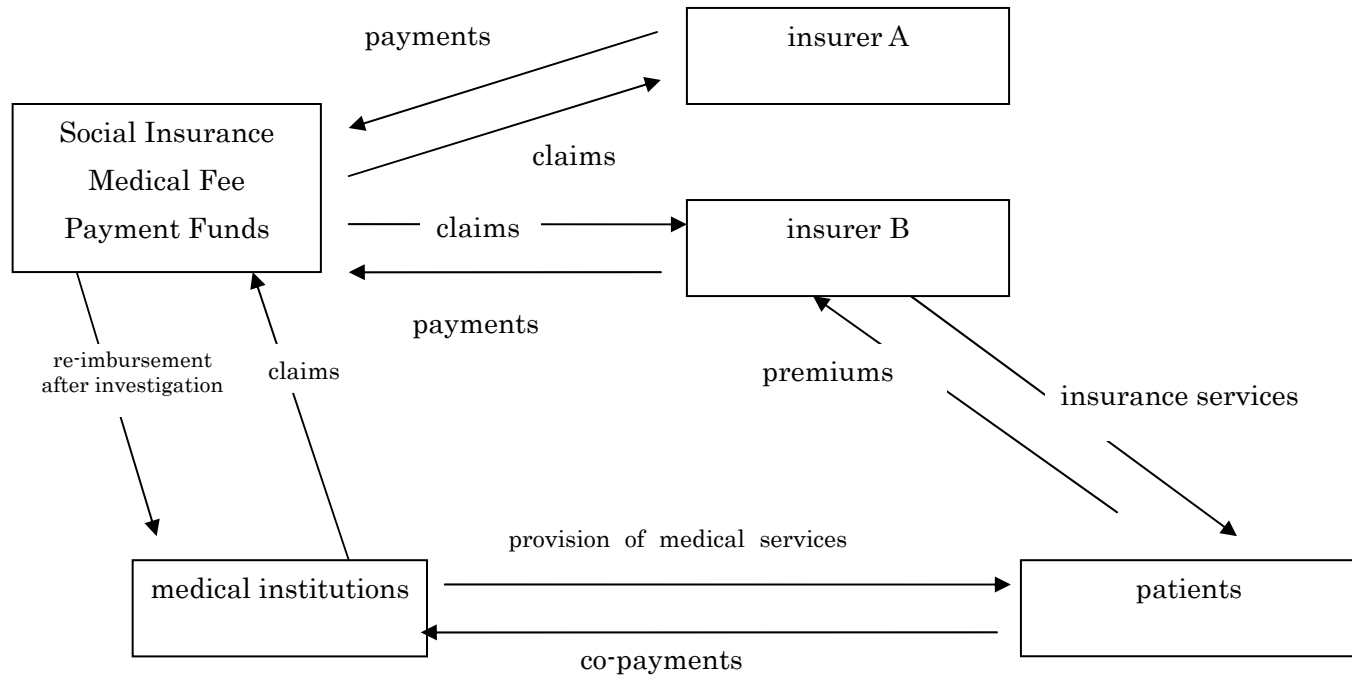 payments
insurer A
Social Insurance
Medical Fee
Payment Funds
claims
claims
insurer B
payments
re-imbursement
after investigation
claims
premiums
insurance services
provision of medical services
medical institutions
patients
co-payments